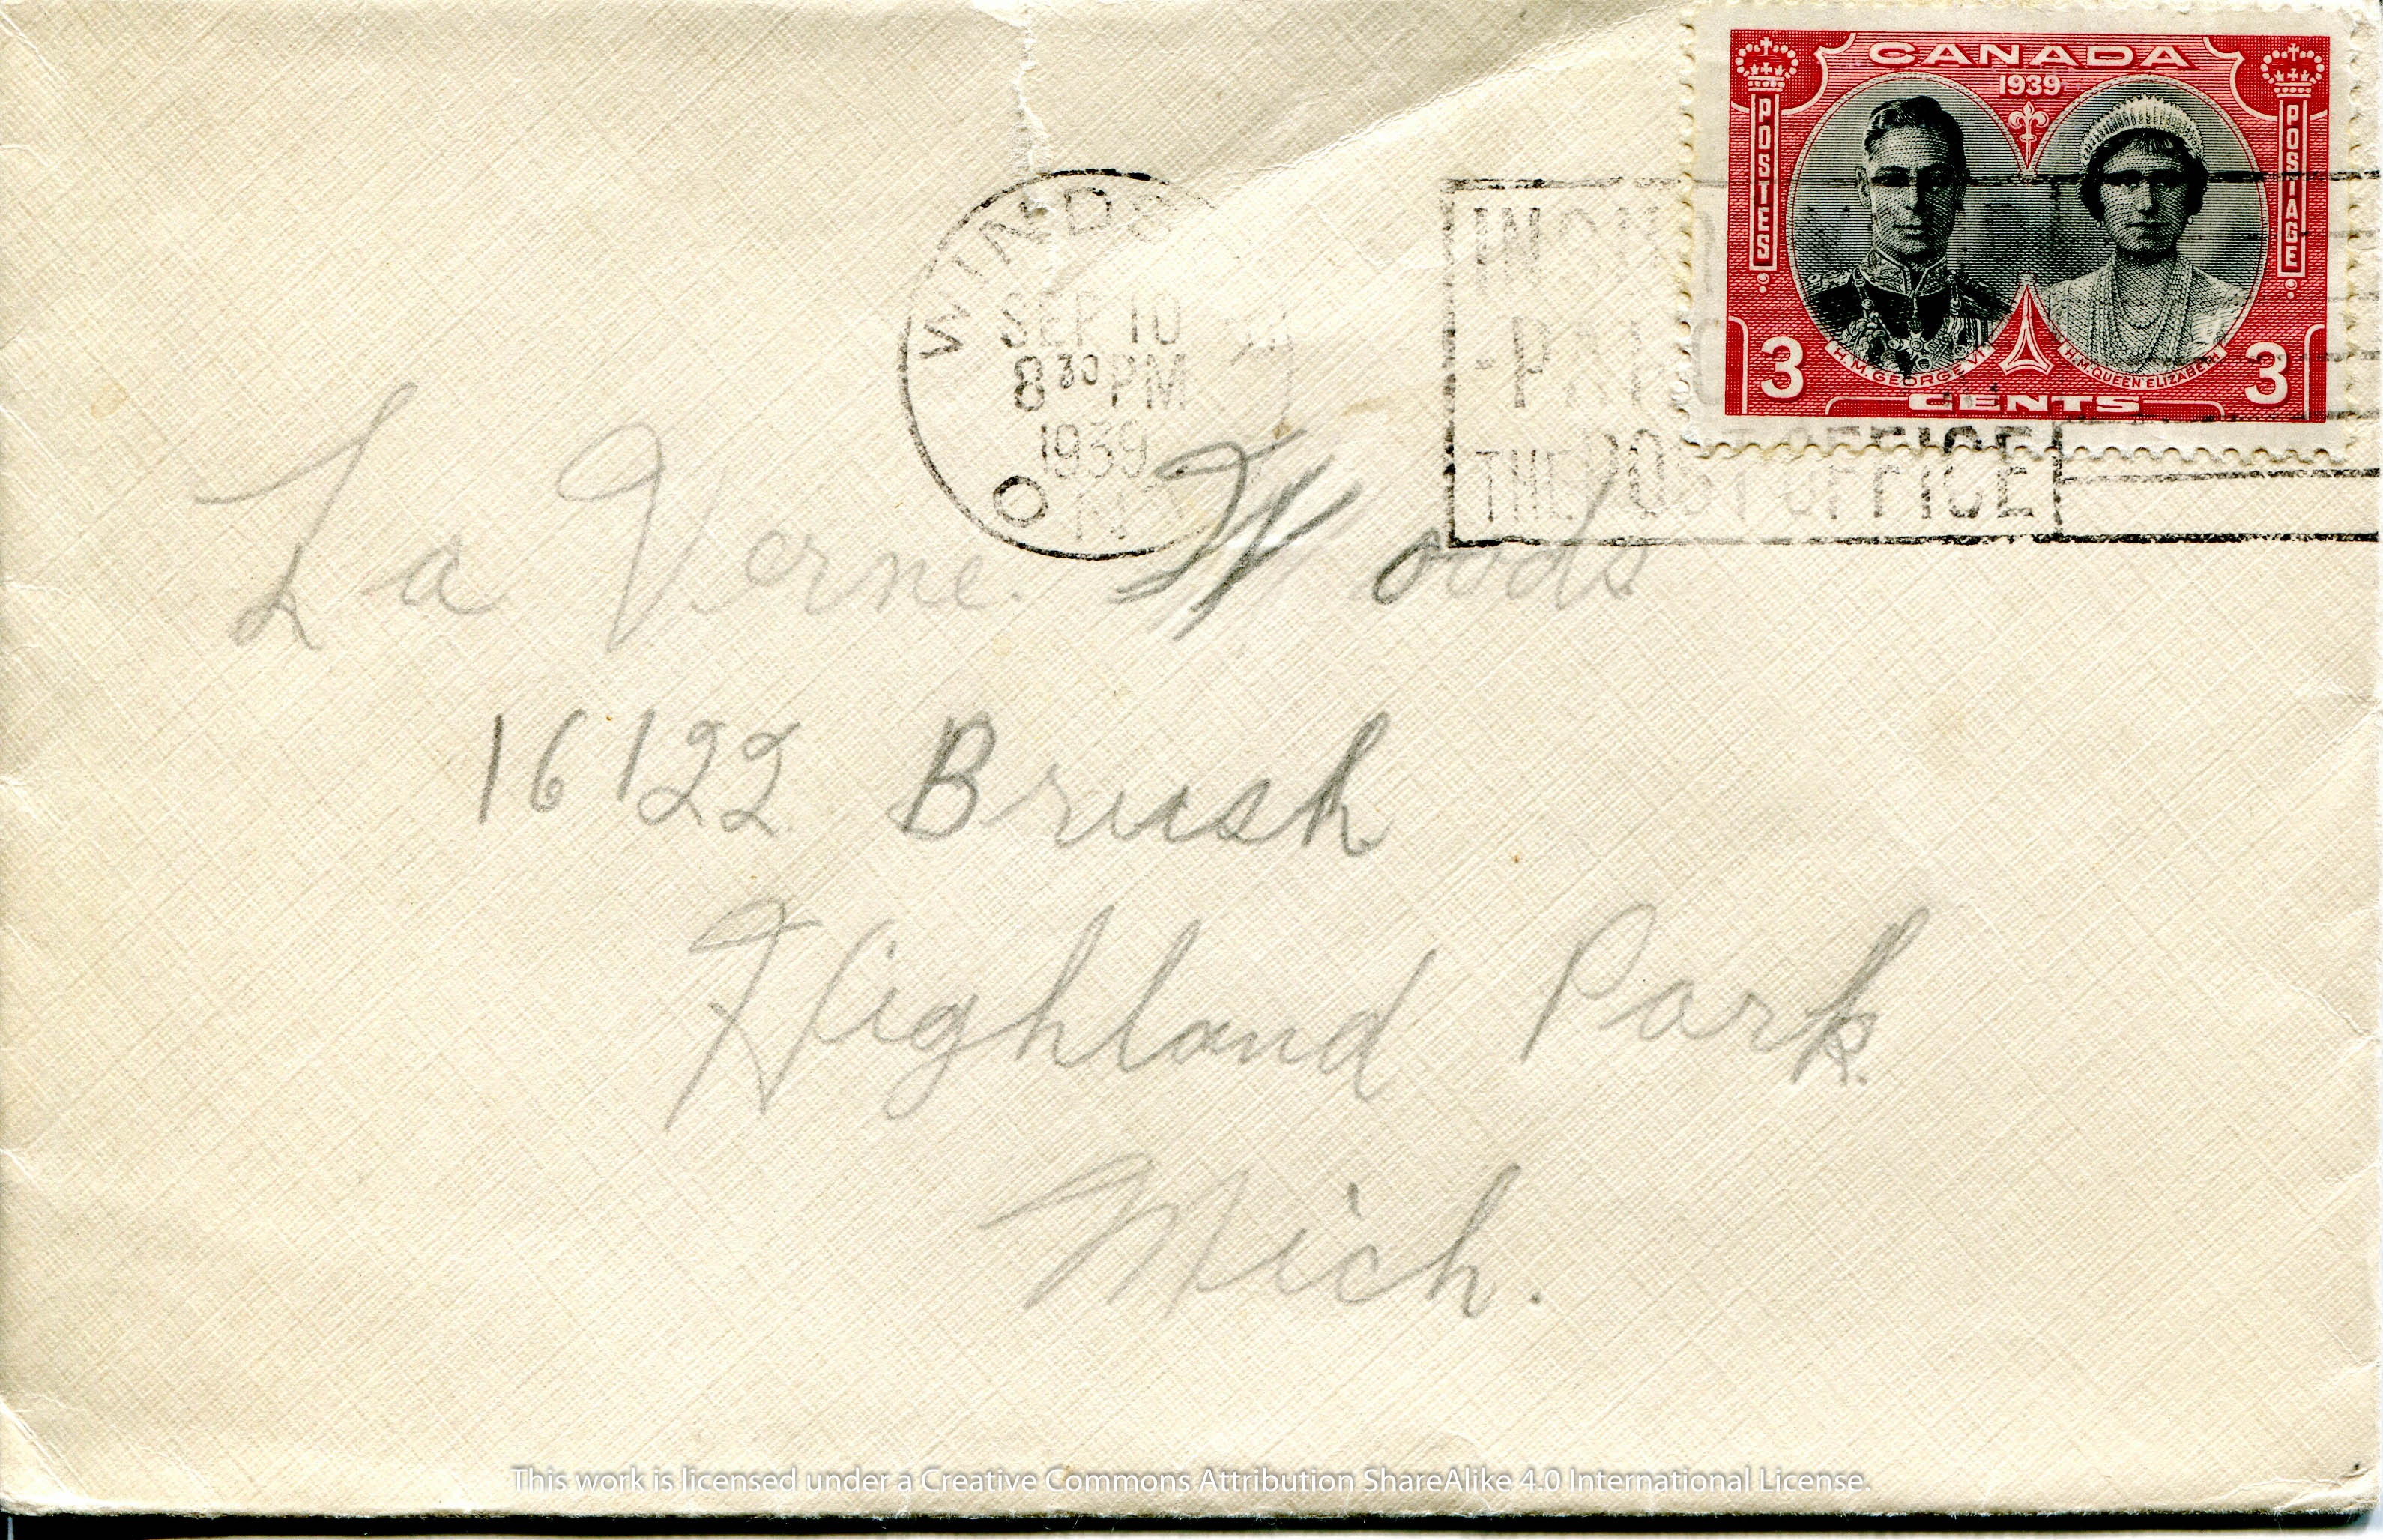 CANADA
1939
POSTES
POSTAGE
H.M. GEORGE VI
H.M. QUEEN ELIZABETH
3 CENTS 3
SEP 10
8 30 PM
1939
THE POST OFFICE
La Verne Woods
16122 Brush
Highland Park
Mich.
This work is licensed under a Creative Commons Attribution ShareAlike 4.0 International License.